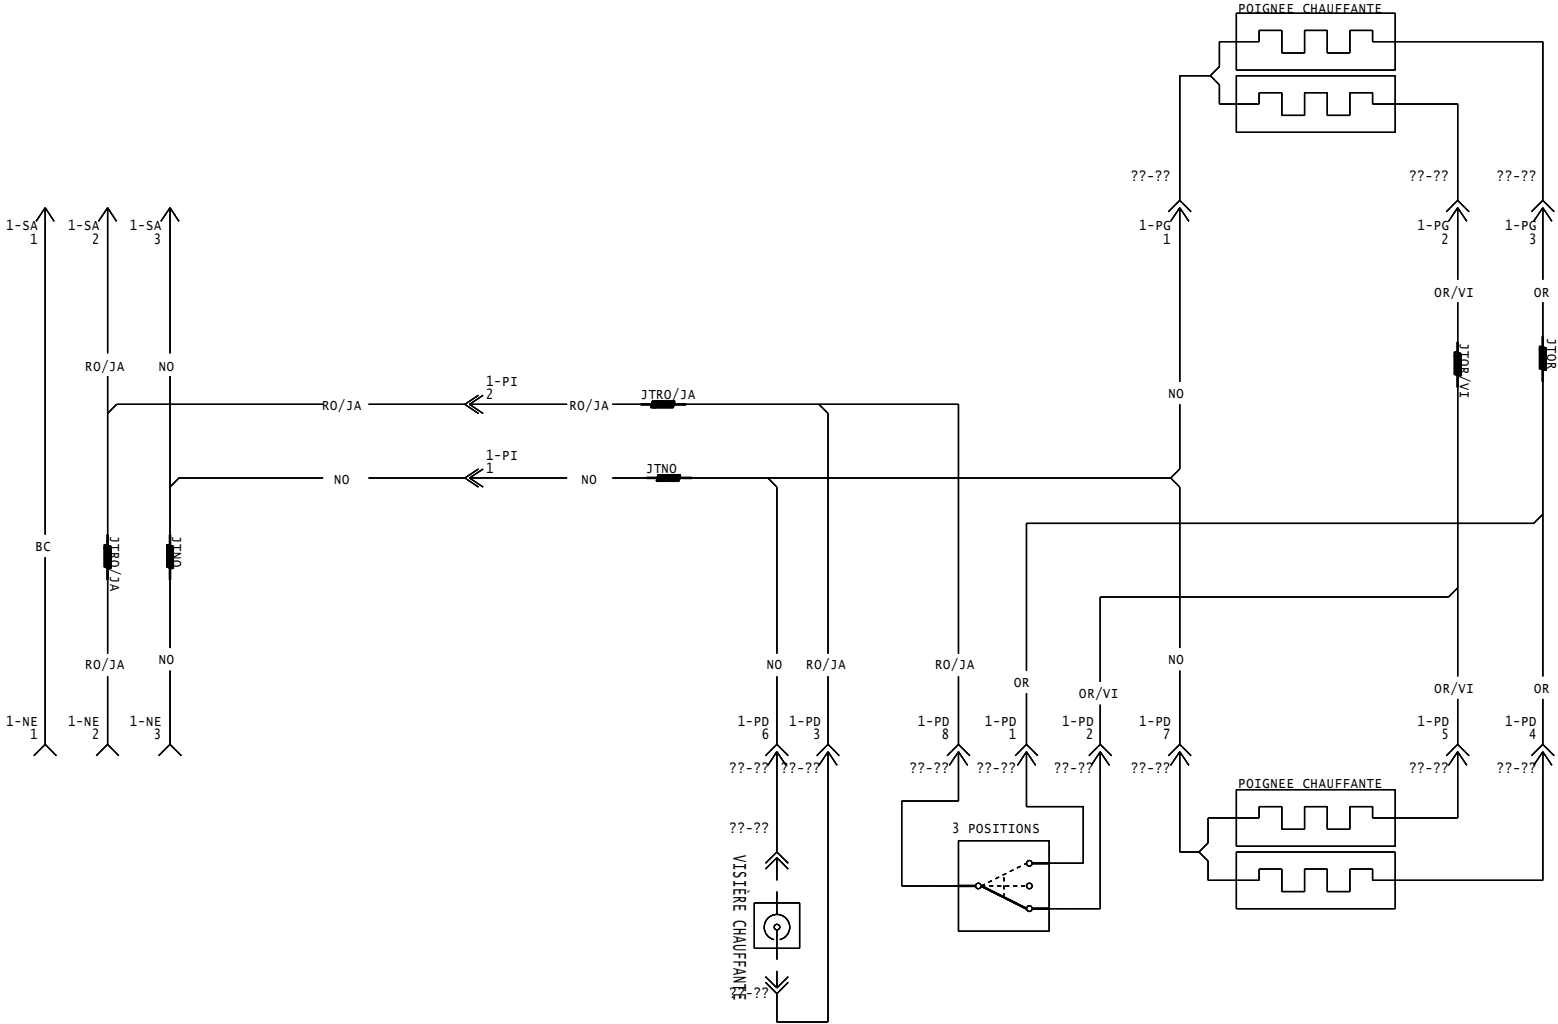 POIGNEE CHAUFFANTE
??-??
??-??
??-??
1-SA
1
1-SA
2
1-SA
3
1-PG
1
1-PG
2
1-PG
3
OR/VI
OR
JTOR/VI
JTOR
RO/JA
NO
1-PI
2
RO/JA
RO/JA
JTRO/JA
NO
1-PI
1
NO
NO
JTNO
BC
JTRO/JA
JTNO
RO/JA
NO
NO
RO/JA
RO/JA
OR
OR/VI
NO
OR/VI
OR
1-NE
1
1-NE
2
1-NE
3
1-PD
6
1-PD
3
1-PD
8
1-PD
1
1-PD
2
1-PD
7
1-PD
5
1-PD
4
??-??
??-??
??-??
??-??
??-??
??-??
??-??
??-??
POIGNEE CHAUFFANTE
??-??
3 POSITIONS
VISIÈRE CHAUFFANTE
??-??